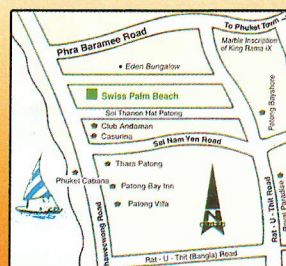 To Phuket Town
Phra Baramee Road
Marble Inscription
of King Rama IX
Eden Bungalow
Swiss Palm Beach
Soi Thanon Hat Patong
Club Andaman
Casurina
Patong Bayshore
Soi Nam Yen Road
Thara Patong
Phuket Cabana
Patong Bay Inn
Patong Villa
Rat - U - Thit Road
Royal Paradise
Rat - U - Thit (Bangla) Road